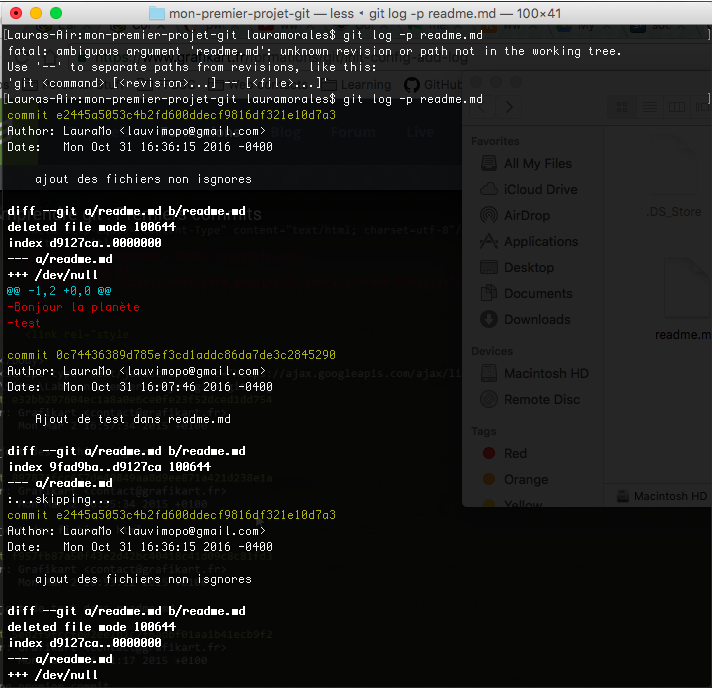 mon-premier-projet-git — less ◂ git log -p readme.md — 100×41
[Lauras-Air:mon-premier-projet-git lauramorales$ git log -p readme.md ]
fatal: ambiguous argument 'readme.md': unknown revision or path not in the working tree.
Use '--' to separate paths from revisions, like this:
'git <command> [<revision>...] -- [<file>...]'
[Lauras-Air:mon-premier-projet-git lauramorales$ git log -p readme.md ]
commit e2445a5053c4b2fd600ddecf9816df321e10d7a3
Author: LauraMo <lauvimopo@gmail.com>
Date:   Mon Oct 31 16:36:15 2016 -0400
ajout des fichiers non isgnores
diff --git a/readme.md b/readme.md
deleted file mode 100644
index d9127ca..0000000
--- a/readme.md
+++ /dev/null
@@ -1,2 +0,0 @@
-Bonjour la planète
-test
commit 0c74436389d785ef3cd1addc86da7de3c2845290
Author: LauraMo <lauvimopo@gmail.com>
Date:   Mon Oct 31 16:07:46 2016 -0400
Ajout de test dans readme.md
diff --git a/readme.md b/readme.md
index 9fad9ba..d9127ca 100644
--- a/readme.md
:...skipping...
commit e2445a5053c4b2fd600ddecf9816df321e10d7a3
Author: LauraMo <lauvimopo@gmail.com>
Date:   Mon Oct 31 16:36:15 2016 -0400
ajout des fichiers non isgnores
diff --git a/readme.md b/readme.md
deleted file mode 100644
index d9127ca..0000000
--- a/readme.md
+++ /dev/null
Learning
GitHub
Blog
Forum
Live
Favorites
All My Files
iCloud Drive
AirDrop
Applications
Desktop
Documents
Downloads
Devices
Macintosh HD
Remote Disc
Tags
Red
Orange
Yellow
.DS_Store
readme.m
Macintosh HD